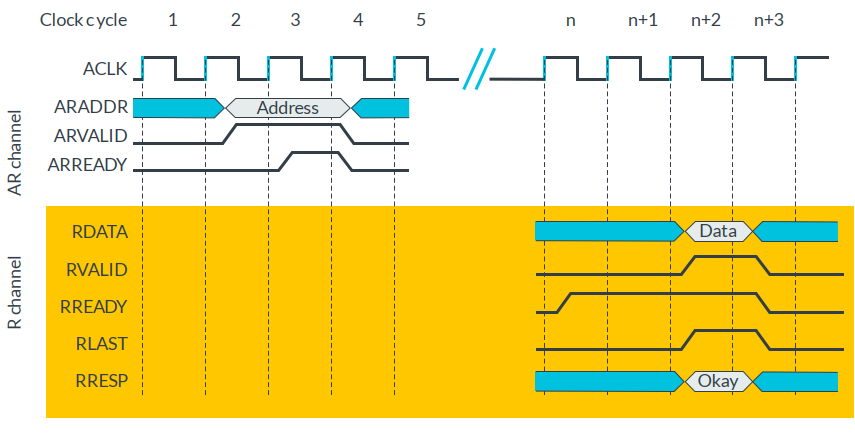 Clock cycle 1 2 3 4 5 n n+1 n+2 n+3
ACLK
ARADDR Address
ARVALID
ARREADY
AR channel
RDATA Data
RVALID
RREADY
RLAST
RRESP Okay
R channel